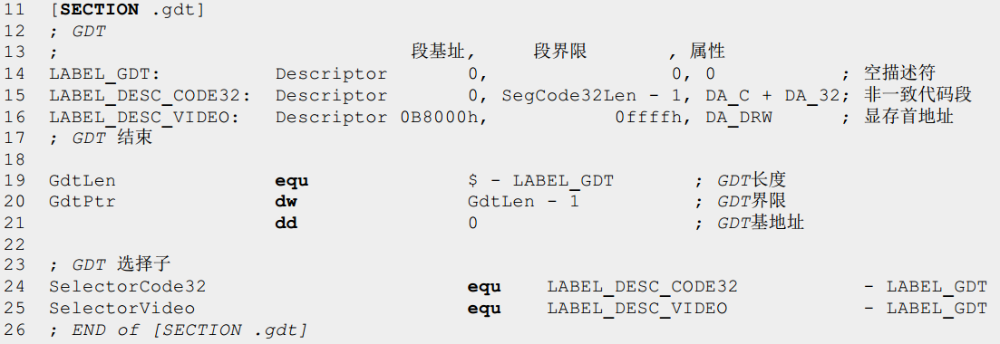 11  [SECTION .gdt]
12  ; GDT
13  ;                                段基址,     段界限         , 属性
14  LABEL_GDT:          Descriptor       0,                0, 0           ; 空描述符
15  LABEL_DESC_CODE32:  Descriptor       0, SegCode32Len - 1, DA_C + DA_32; 非一致代码段
16  LABEL_DESC_VIDEO:   Descriptor 0B8000h,           0ffffh, DA_DRW      ; 显存首地址
17  ; GDT 结束
18
19  GdtLen              equ              $ - LABEL_GDT       ; GDT长度
20  GdtPtr              dw               GdtLen - 1          ; GDT界限
21                      dd               0                   ; GDT基地址
22
23  ; GDT 选择子
24  SelectorCode32                       equ    LABEL_DESC_CODE32           - LABEL_GDT
25  SelectorVideo                        equ    LABEL_DESC_VIDEO            - LABEL_GDT
26  ; END of [SECTION .gdt]